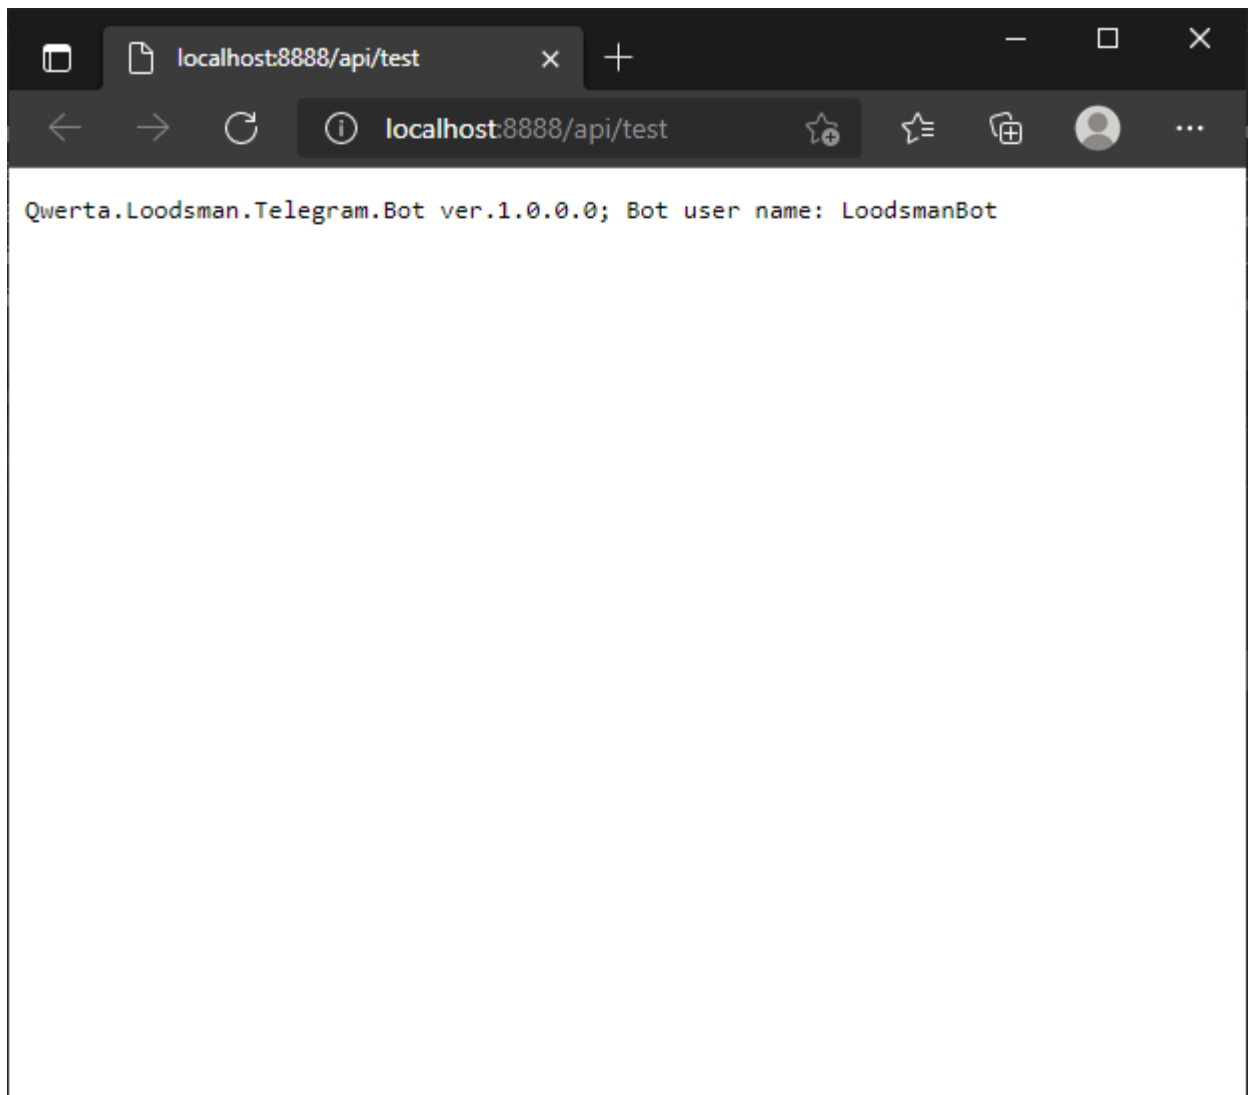 localhost:8888/api/test
localhost:8888/api/test
Qwerta.Loodsman.Telegram.Bot ver.1.0.0.0; Bot user name: LoodsmanBot